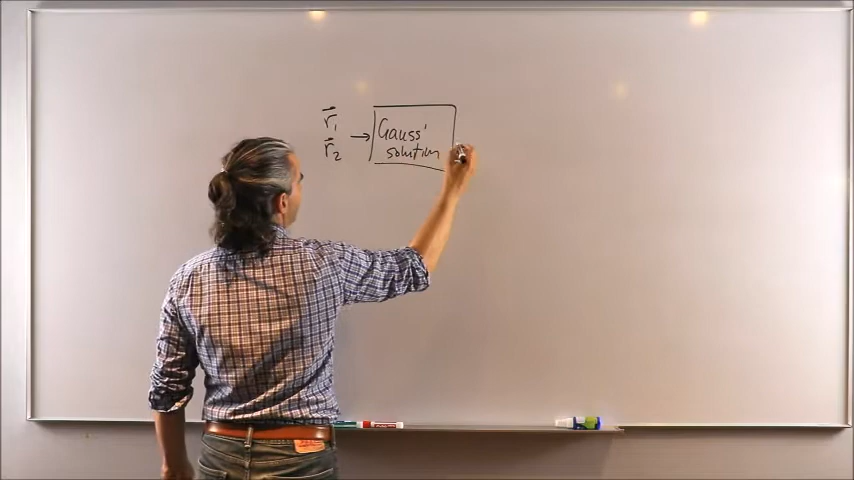 r⃗₁
r⃗₂ → Gauss'
solution